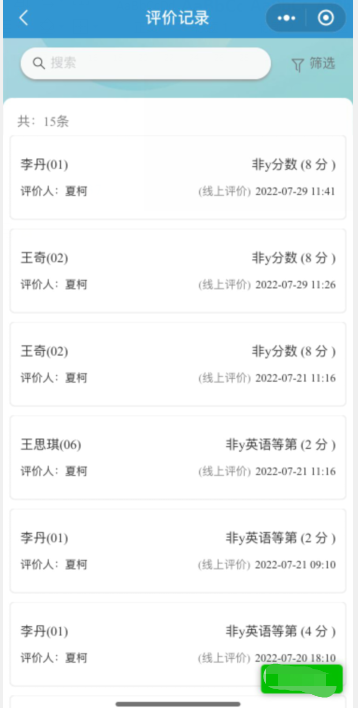 评价记录
搜索 筛选
共：15条
李丹(01) 非y分数 (8 分 )
评价人：夏柯 (线上评价) 2022-07-29 11:41
王奇(02) 非y分数 (8 分 )
评价人：夏柯 (线上评价) 2022-07-29 11:26
王奇(02) 非y分数 (8 分 )
评价人：夏柯 (线上评价) 2022-07-21 11:16
王思琪(06) 非y英语等第 (2 分 )
评价人：夏柯 (线上评价) 2022-07-21 11:16
李丹(01) 非y英语等第 (2 分 )
评价人：夏柯 (线上评价) 2022-07-21 09:10
李丹(01) 非y英语等第 (4 分 )
评价人：夏柯 (线上评价) 2022-07-20 18:10